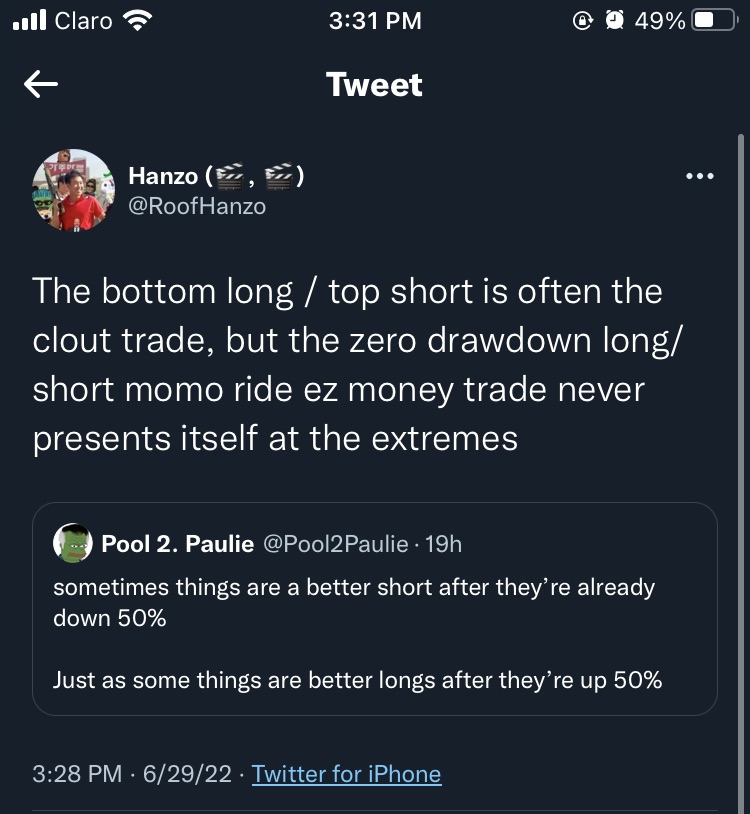 Claro 3:31 PM 49%
Tweet
Hanzo (🎬, 🎬)
@RoofHanzo
The bottom long / top short is often the
clout trade, but the zero drawdown long/
short momo ride ez money trade never
presents itself at the extremes
Pool 2. Paulie @Pool2Paulie · 19h
sometimes things are a better short after they’re already
down 50%
Just as some things are better longs after they’re up 50%
3:28 PM · 6/29/22 · Twitter for iPhone